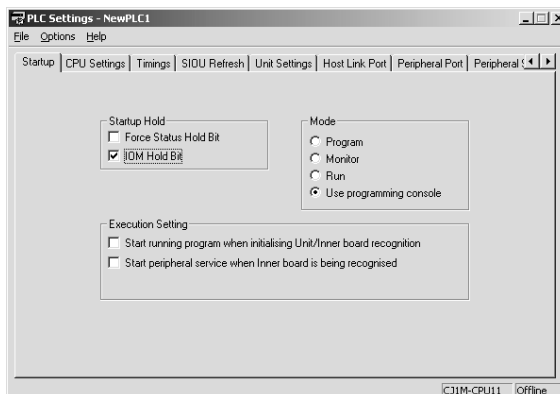 PLC Settings - NewPLC1
File Options Help
Startup CPU Settings Timings SIOU Refresh Unit Settings Host Link Port Peripheral Port Peripheral
Startup Hold
Force Status Hold Bit
IOM Hold Bit
Mode
Program
Monitor
Run
Use programming console
Execution Setting
Start running program when initialising Unit/Inner board recognition
Start peripheral service when Inner board is being recognised
CJ1M-CPU11 Offline